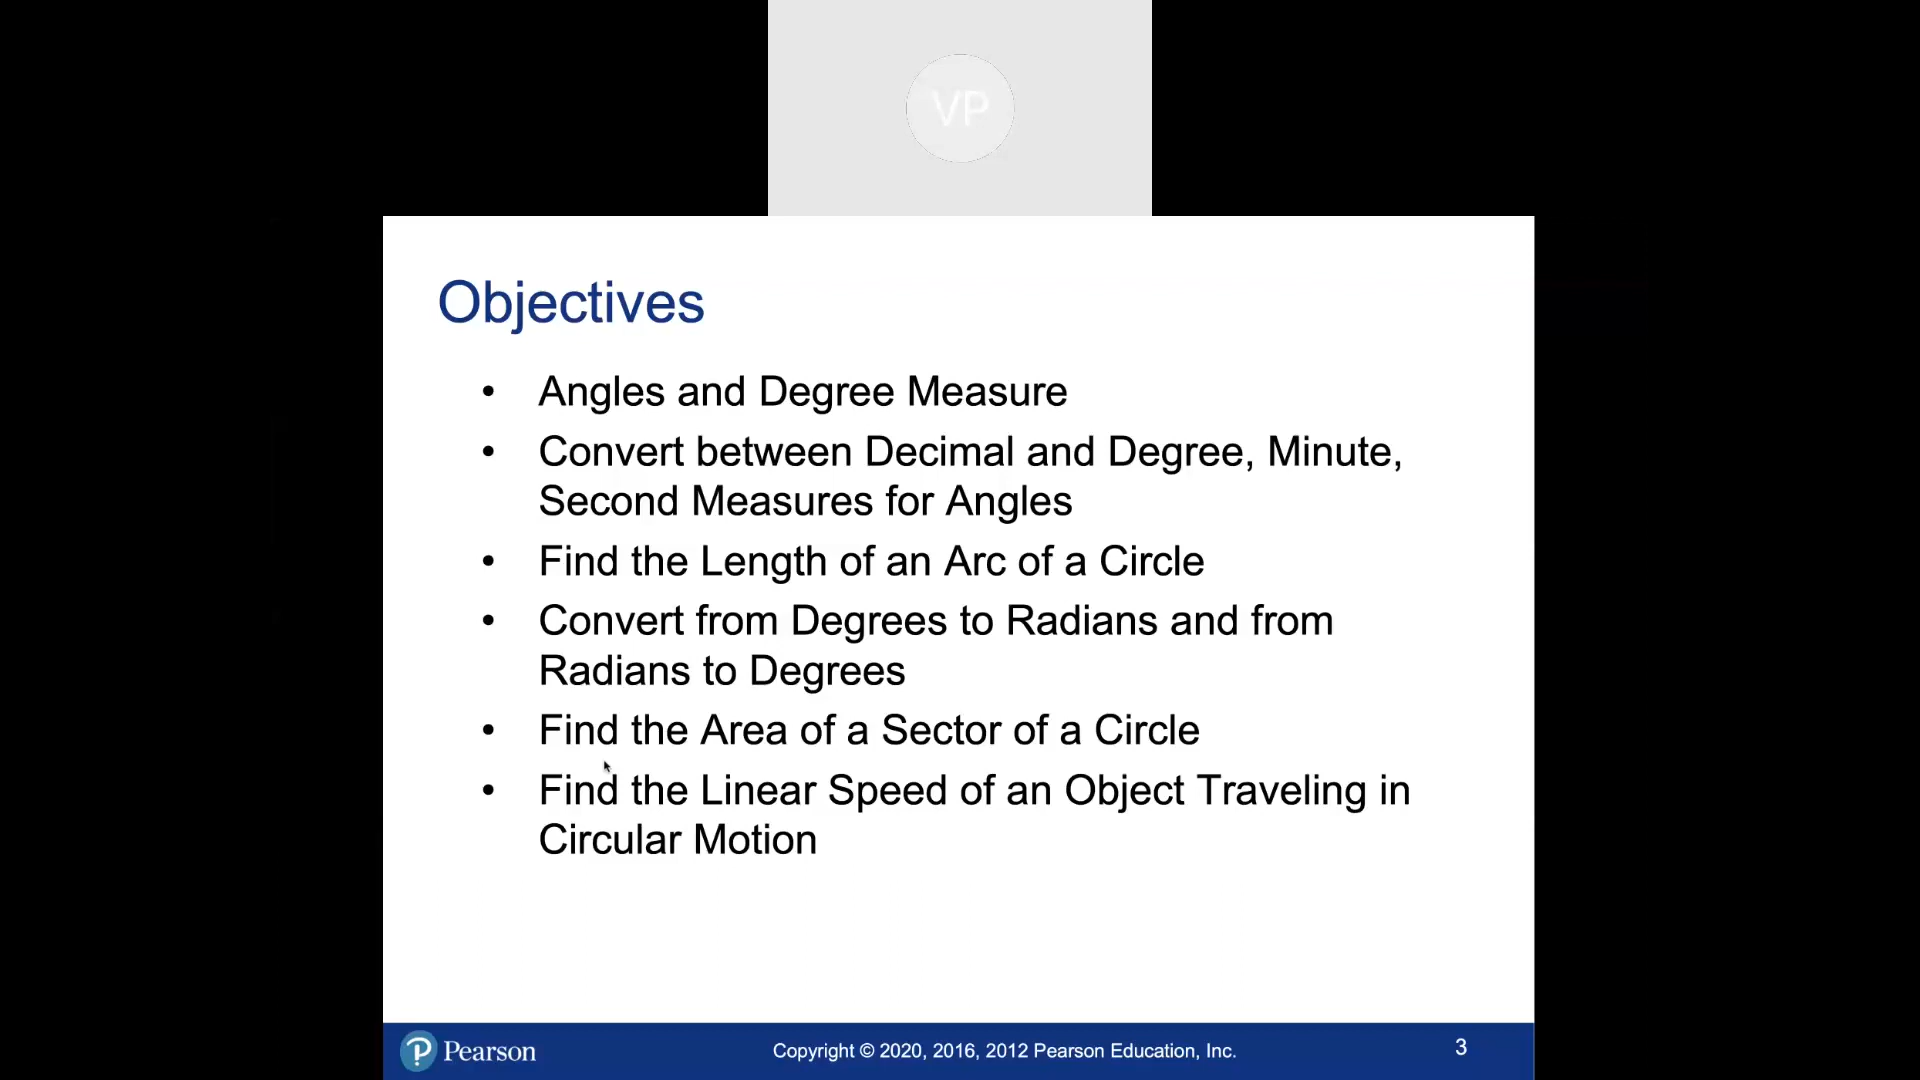 VP
Objectives
• Angles and Degree Measure
• Convert between Decimal and Degree, Minute,
Second Measures for Angles
• Find the Length of an Arc of a Circle
• Convert from Degrees to Radians and from
Radians to Degrees
• Find the Area of a Sector of a Circle
• Find the Linear Speed of an Object Traveling in
Circular Motion
Pearson
Copyright © 2020, 2016, 2012 Pearson Education, Inc.
3